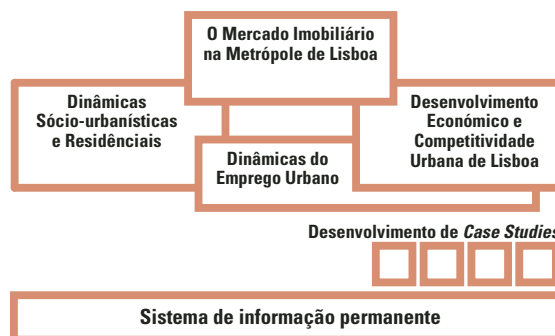 O Mercado Imobiliário
na Metrópole de Lisboa
Dinâmicas
Sócio-urbanísticas
e Residênciais
Desenvolvimento
Económico e
Competitividade
Urbana de Lisboa
Dinâmicas do
Emprego Urbano
Desenvolvimento de Case Studies
Sistema de informação permanente